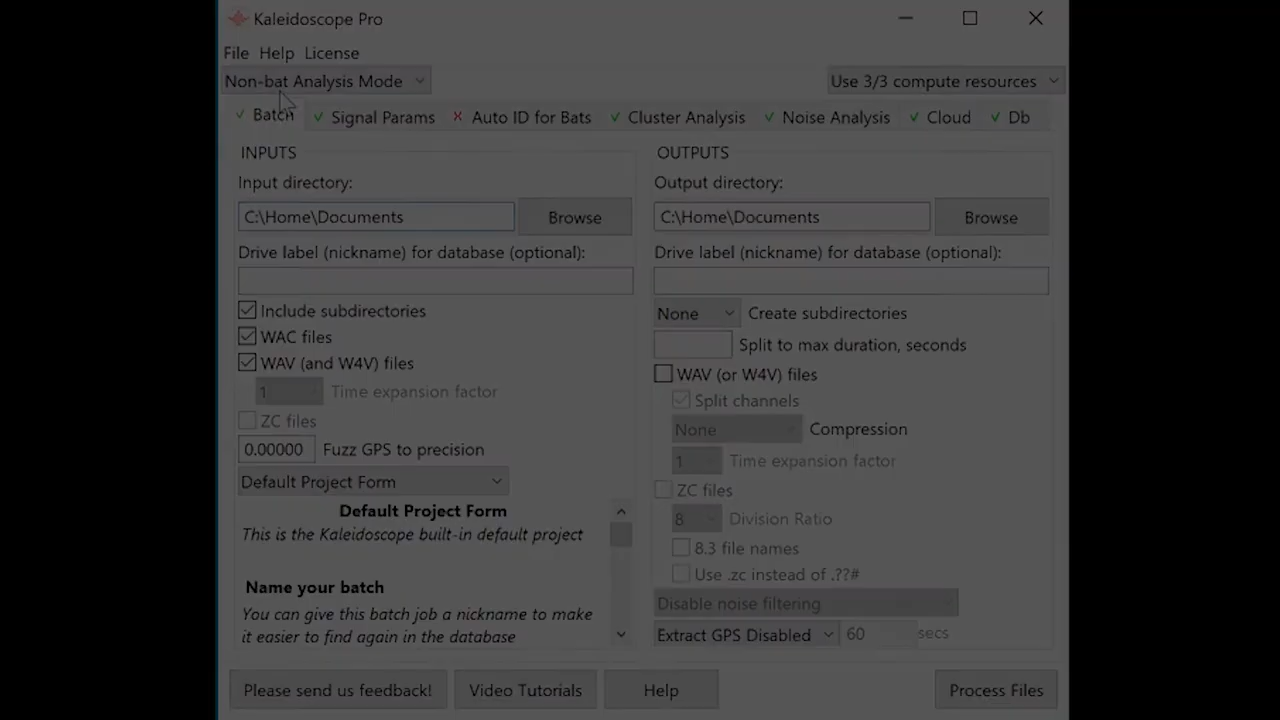 Kaleidoscope Pro
File Help License
Non-bat Analysis Mode
Use 3/3 compute resources
Batch
Signal Params
Auto ID for Bats
Cluster Analysis
Noise Analysis
Cloud
Db
INPUTS
Input directory:
C:\Home\Documents
Browse
Drive label (nickname) for database (optional):
Include subdirectories
WAC files
WAV (and W4V) files
1
Time expansion factor
ZC files
0.00000
Fuzz GPS to precision
Default Project Form
Default Project Form
This is the Kaleidoscope built-in default project
Name your batch
You can give this batch job a nickname to make
it easier to find again in the database
OUTPUTS
Output directory:
C:\Home\Documents
Browse
Drive label (nickname) for database (optional):
None
Create subdirectories
Split to max duration, seconds
WAV (or W4V) files
Split channels
None
Compression
1
Time expansion factor
ZC files
8
Division Ratio
8.3 file names
Use .zc instead of .??#
Disable noise filtering
Extract GPS Disabled
60
secs
Please send us feedback!
Video Tutorials
Help
Process Files